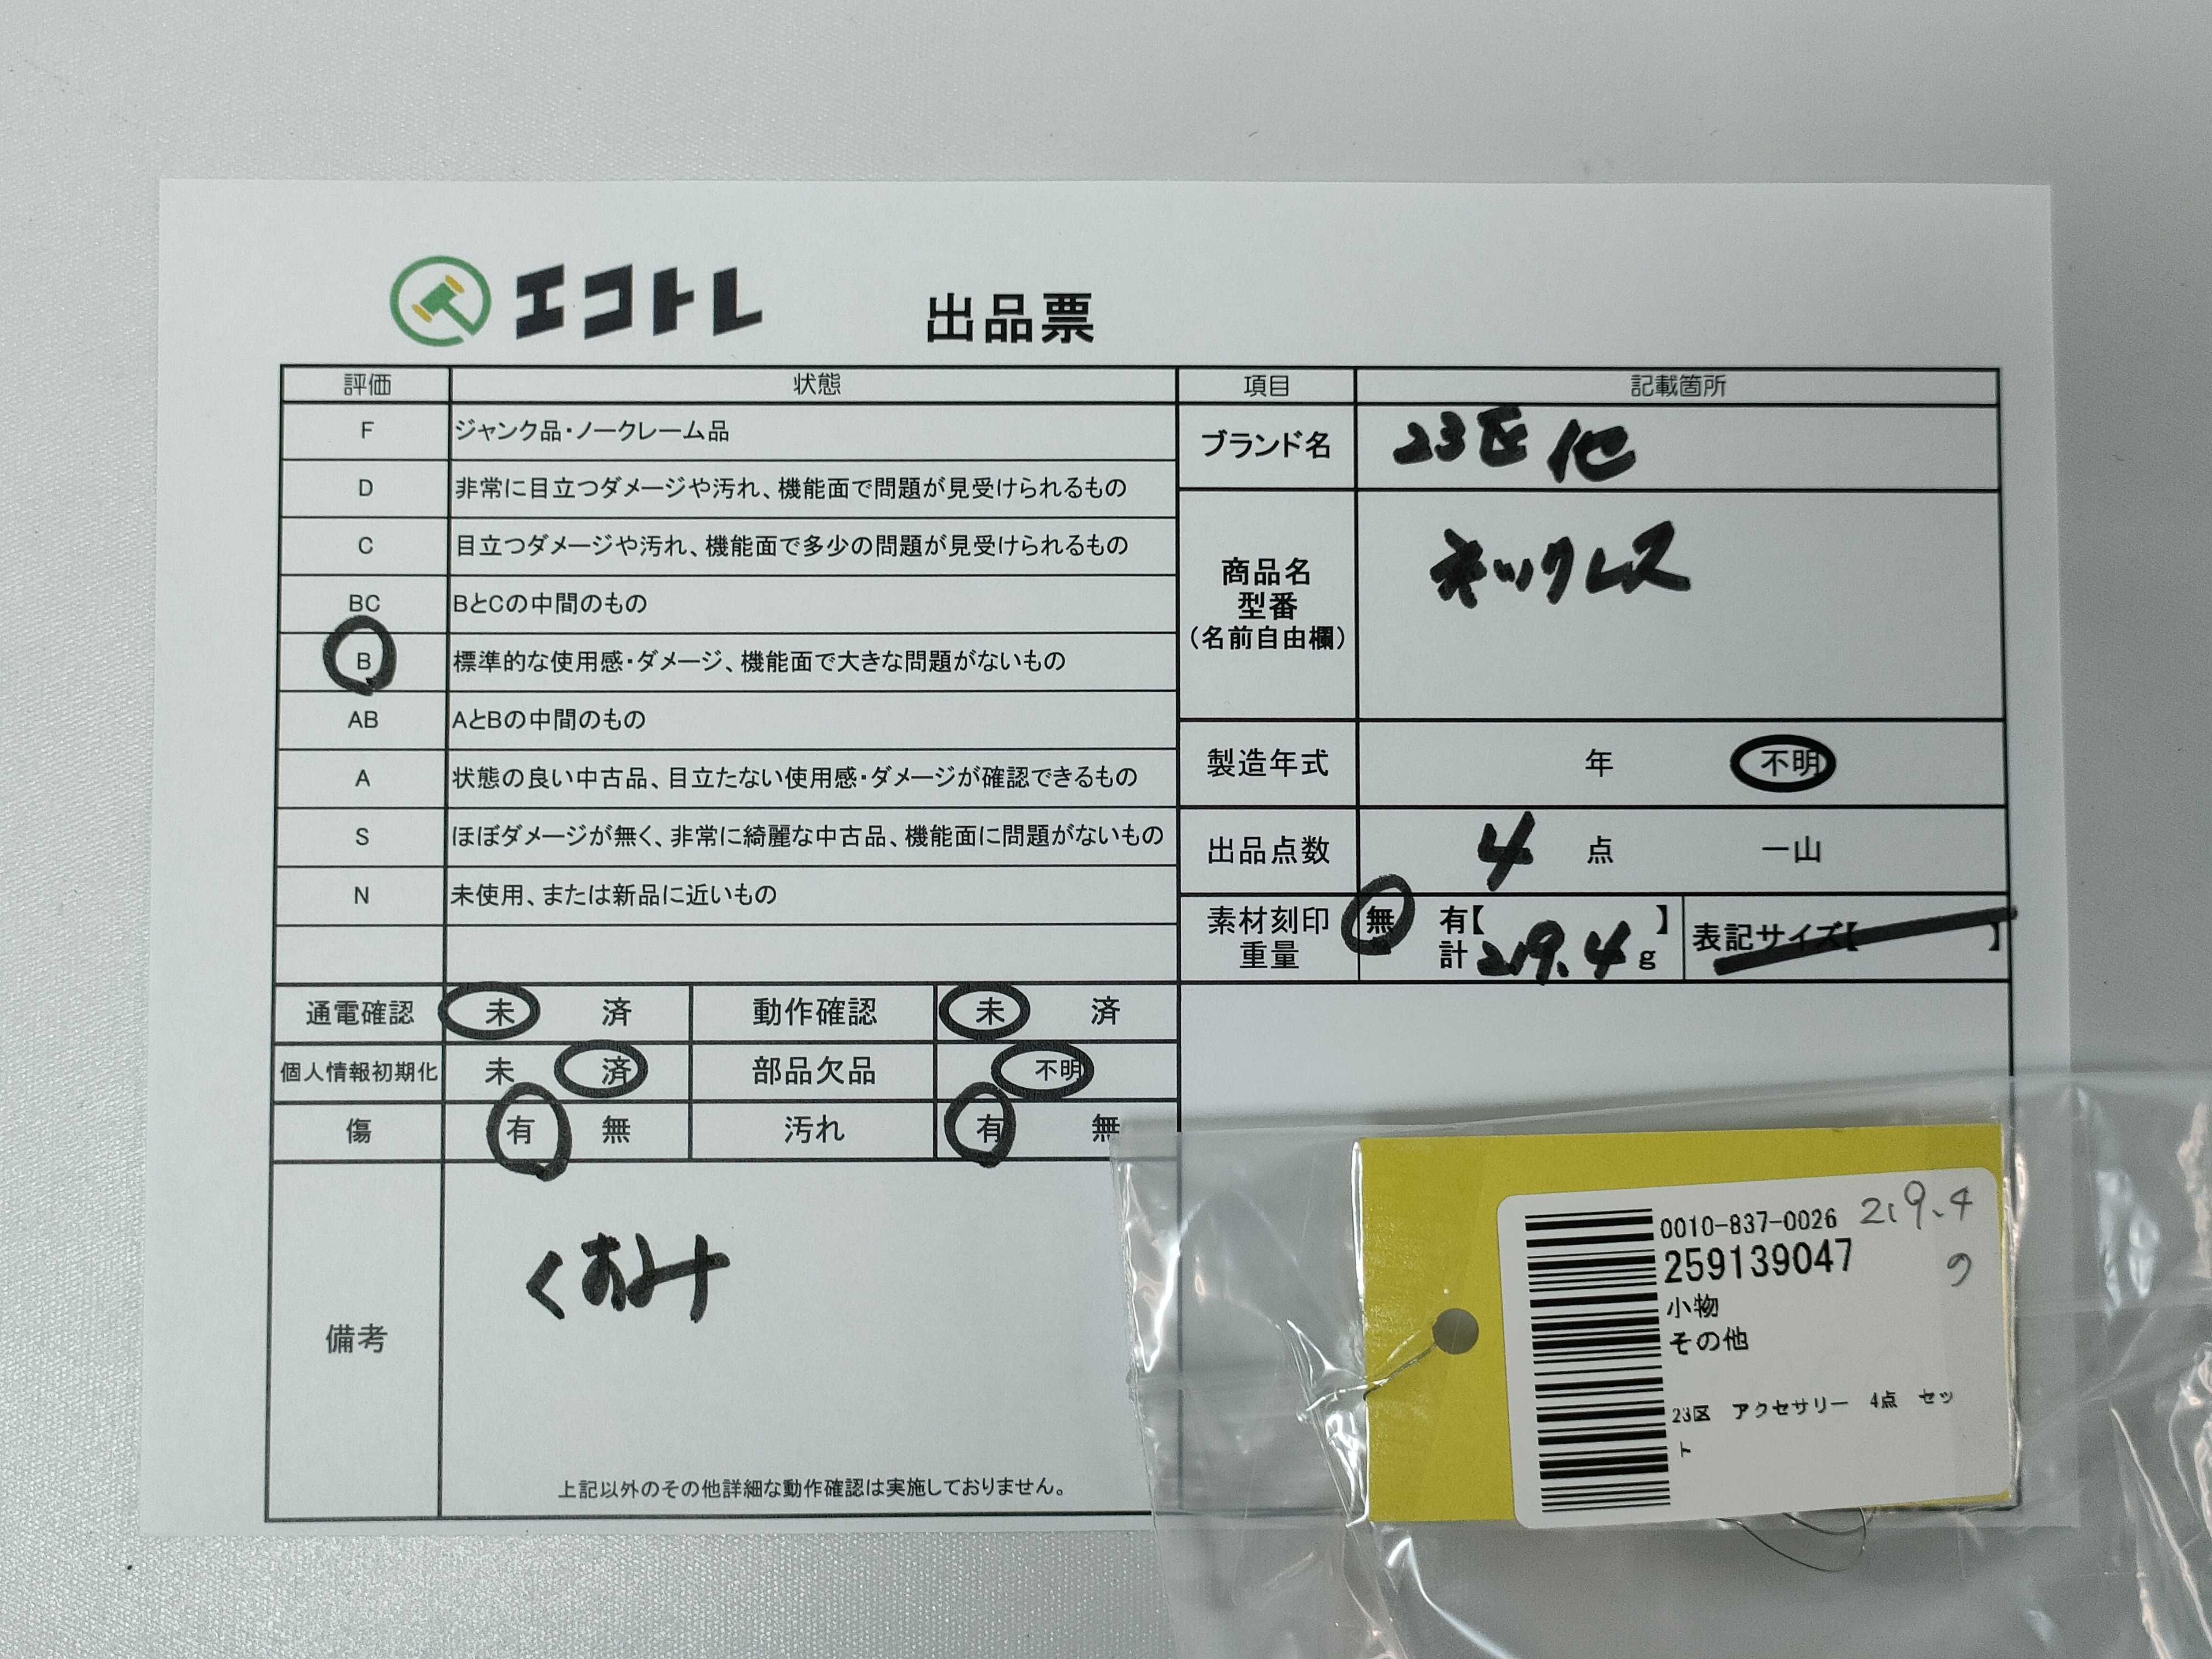 エコトレ 出品票
評価 状態
F ジャンク品・ノークレーム品
D 非常に目立つダメージや汚れ、機能面で問題が見受けられるもの
C 目立つダメージや汚れ、機能面で多少の問題が見受けられるもの
BC BとCの中間のもの
B 標準的な使用感・ダメージ、機能面で大きな問題がないもの
AB AとBの中間のもの
A 状態の良い中古品、目立たない使用感・ダメージが確認できるもの
S ほぼダメージが無く、非常に綺麗な中古品、機能面に問題がないもの
N 未使用、または新品に近いもの
項目 記載箇所
ブランド名 23区 他
商品名
型番
(名前自由欄)
ネックレス
製造年式 年 不明
出品点数 4 点 一山
素材刻印 無 有【 】
重量 計 219.4 g
表記サイズ【 】
通電確認 未 済 動作確認 未 済
個人情報初期化 未 済 部品欠品 不明
傷 有 無 汚れ 有 無
備考
くすみ
上記以外のその他詳細な動作確認は実施しておりません。
0010-837-0026 219.4
259139047
小物
その他
23区 アクセサリー 4点 セッ
ト